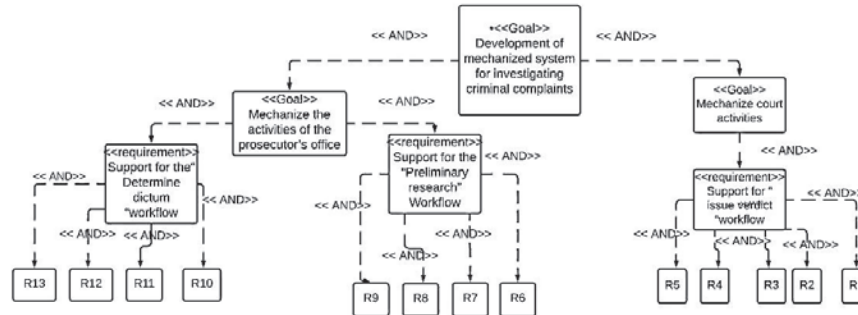 •<<Goal>>
Development of
mechanized system
for investigating
criminal complaints
<< AND>>
<< AND>>
<<Goal>>
Mechanize the
activities of the
prosecutor's office
<<Goal>>
Mechanize court
activities
<< AND>>
<< AND>>
<< AND>>
<<requirement>>
Support for the"
Determine
dictum
"workflow
<<requirement>>
Support for the
"Preliminary
research"
Workflow
<<requirement>>
Support for "
issue verdict
"workflow
<< AND>>
<< AND>>
<< AND>>
<< AND>>
<< AND>>
<< AND>>
<< AND>>
<< AND>>
<< AND>>
<< AND>>
<< AND>>
R13
R12
R11
R10
R9
R8
R7
R6
R5
R4
R3
R2